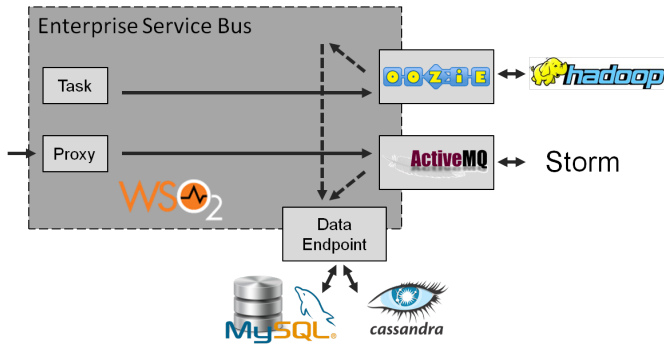 Enterprise Service Bus
Task
OOZIE
hadoop
Proxy
ActiveMQ
Storm
WSO2
Data
Endpoint
MySQL®
cassandra